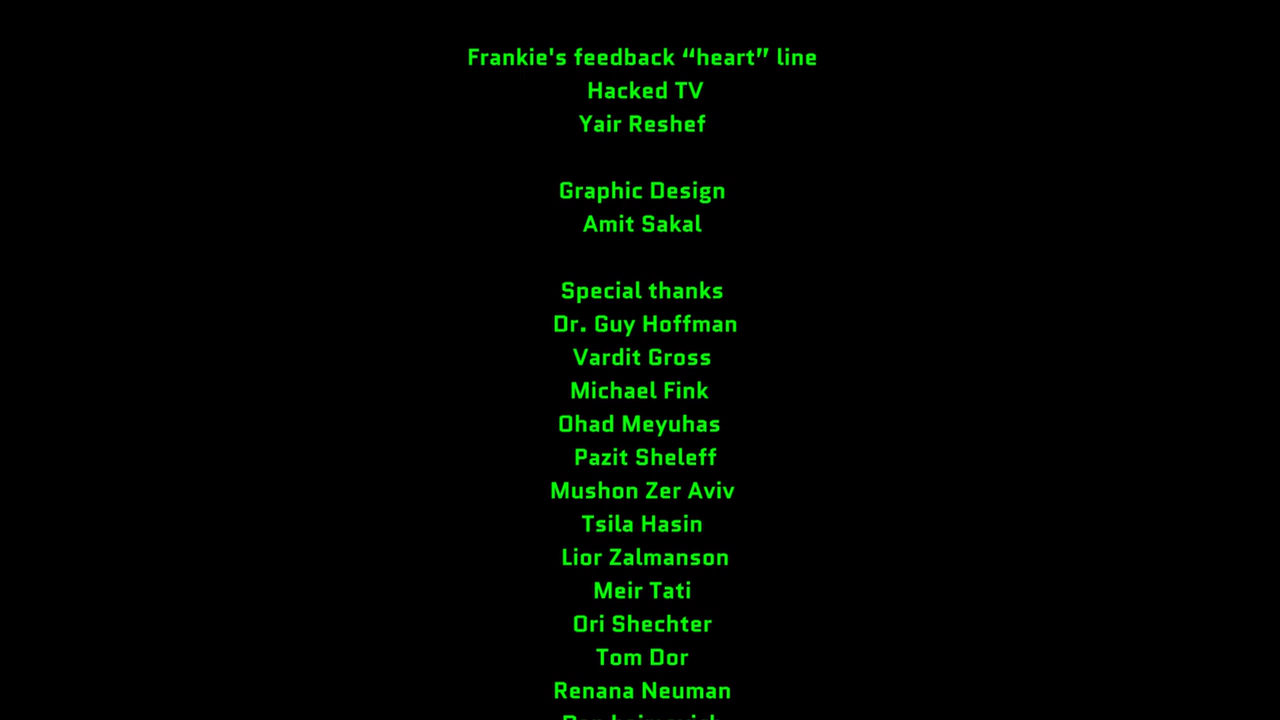 Frankie's feedback “heart” line
Hacked TV
Yair Reshef
Graphic Design
Amit Sakal
Special thanks
Dr. Guy Hoffman
Vardit Gross
Michael Fink
Ohad Meyuhas
Pazit Sheleff
Mushon Zer Aviv
Tsila Hasin
Lior Zalmanson
Meir Tati
Ori Shechter
Tom Dor
Renana Neuman